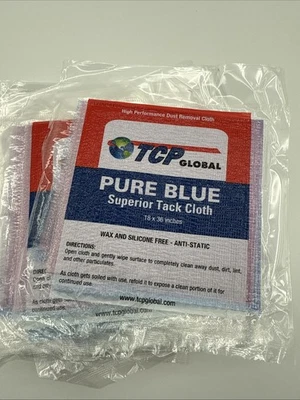 High Performance Dust Removal Cloth
TCP GLOBAL
PURE BLUE
Superior Tack Cloth
18 x 36 inches
WAX AND SILICONE FREE - ANTI-STATIC
DIRECTIONS:
Open cloth and gently wipe surface to completely clean away dust, dirt, lint,
and other particulates.
As cloth gets soiled with use, refold it to expose a clean portion of it for
continued use.
www.tcpglobal.com
www.tcpglobal.com